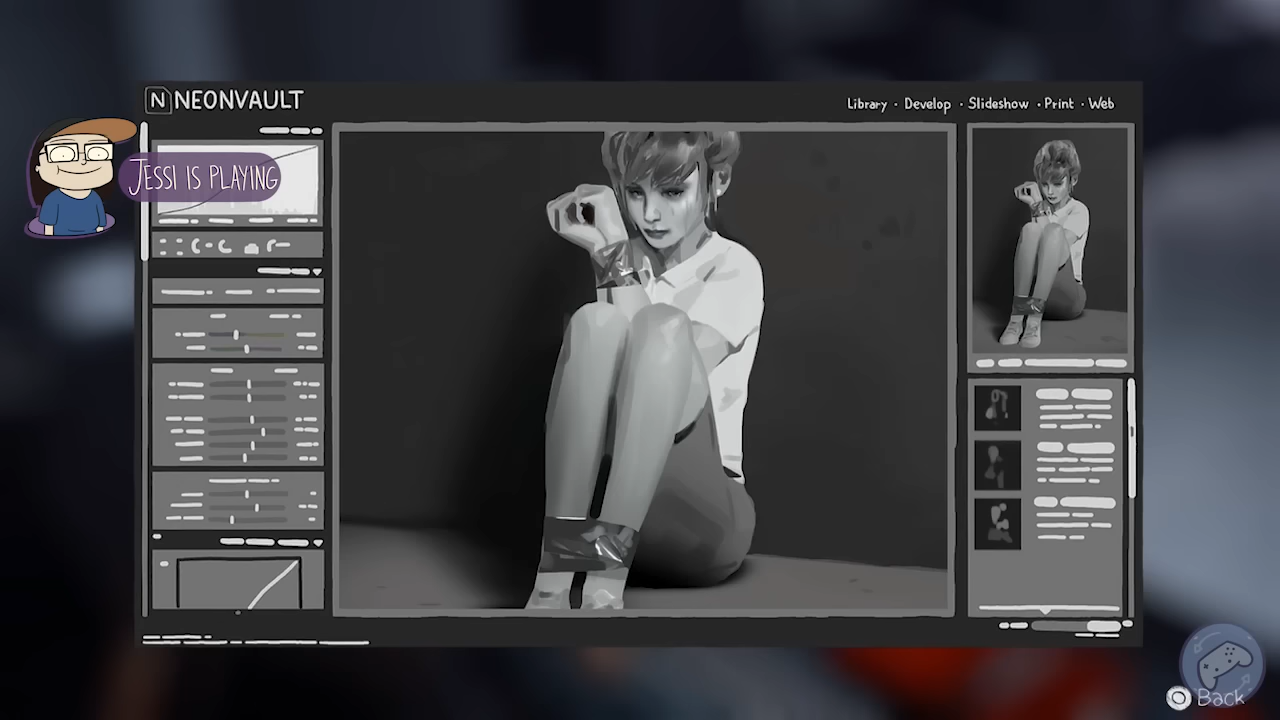 N NEONVAULT
Library · Develop · Slideshow · Print · Web
JESSI IS PLAYING
Back